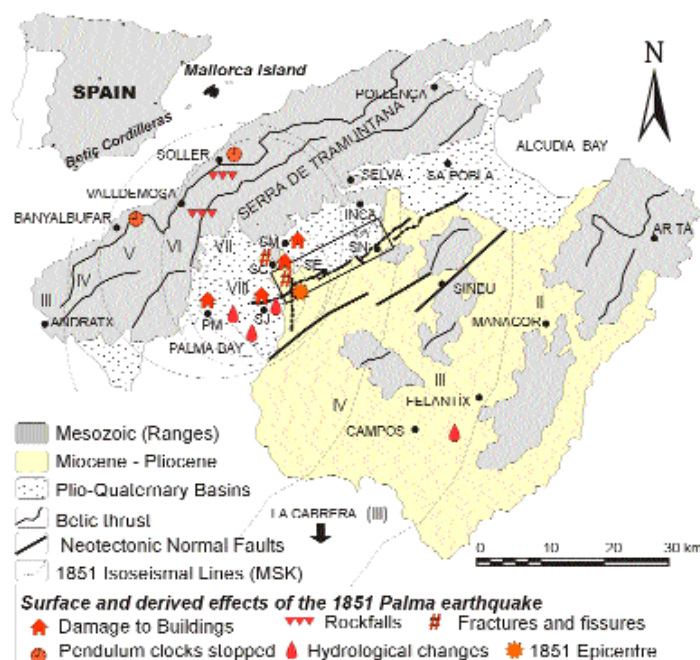 N
SPAIN
Mallorca Island
Betic Cordilleras
POLLENÇA
SOLLER
SERRA DE TRAMUNTANA
ALCUDIA BAY
VALLDEMOSA
SELVA
SA POBLA
BANYALBUFAR
INCA
ARTA
VII
SM
VI
SC
SE
SN
V
IV
VIII
SINEU
III
II
ANDRATX
PM
SJ
MANACOR
PALMA BAY
III
IV
FELANTIX
CAMPOS
Mesozoic (Ranges)
Miocene - Pliocene
Plio-Quaternary Basins
Betic thrust
LA CABRERA (III)
Neotectonic Normal Faults
1851 Isoseismal Lines (MSK)
0 10 20 30 km
Surface and derived effects of the 1851 Palma earthquake
Damage to Buildings Rockfalls # Fractures and fissures
Pendulum clocks stopped Hydrological changes 1851 Epicentre